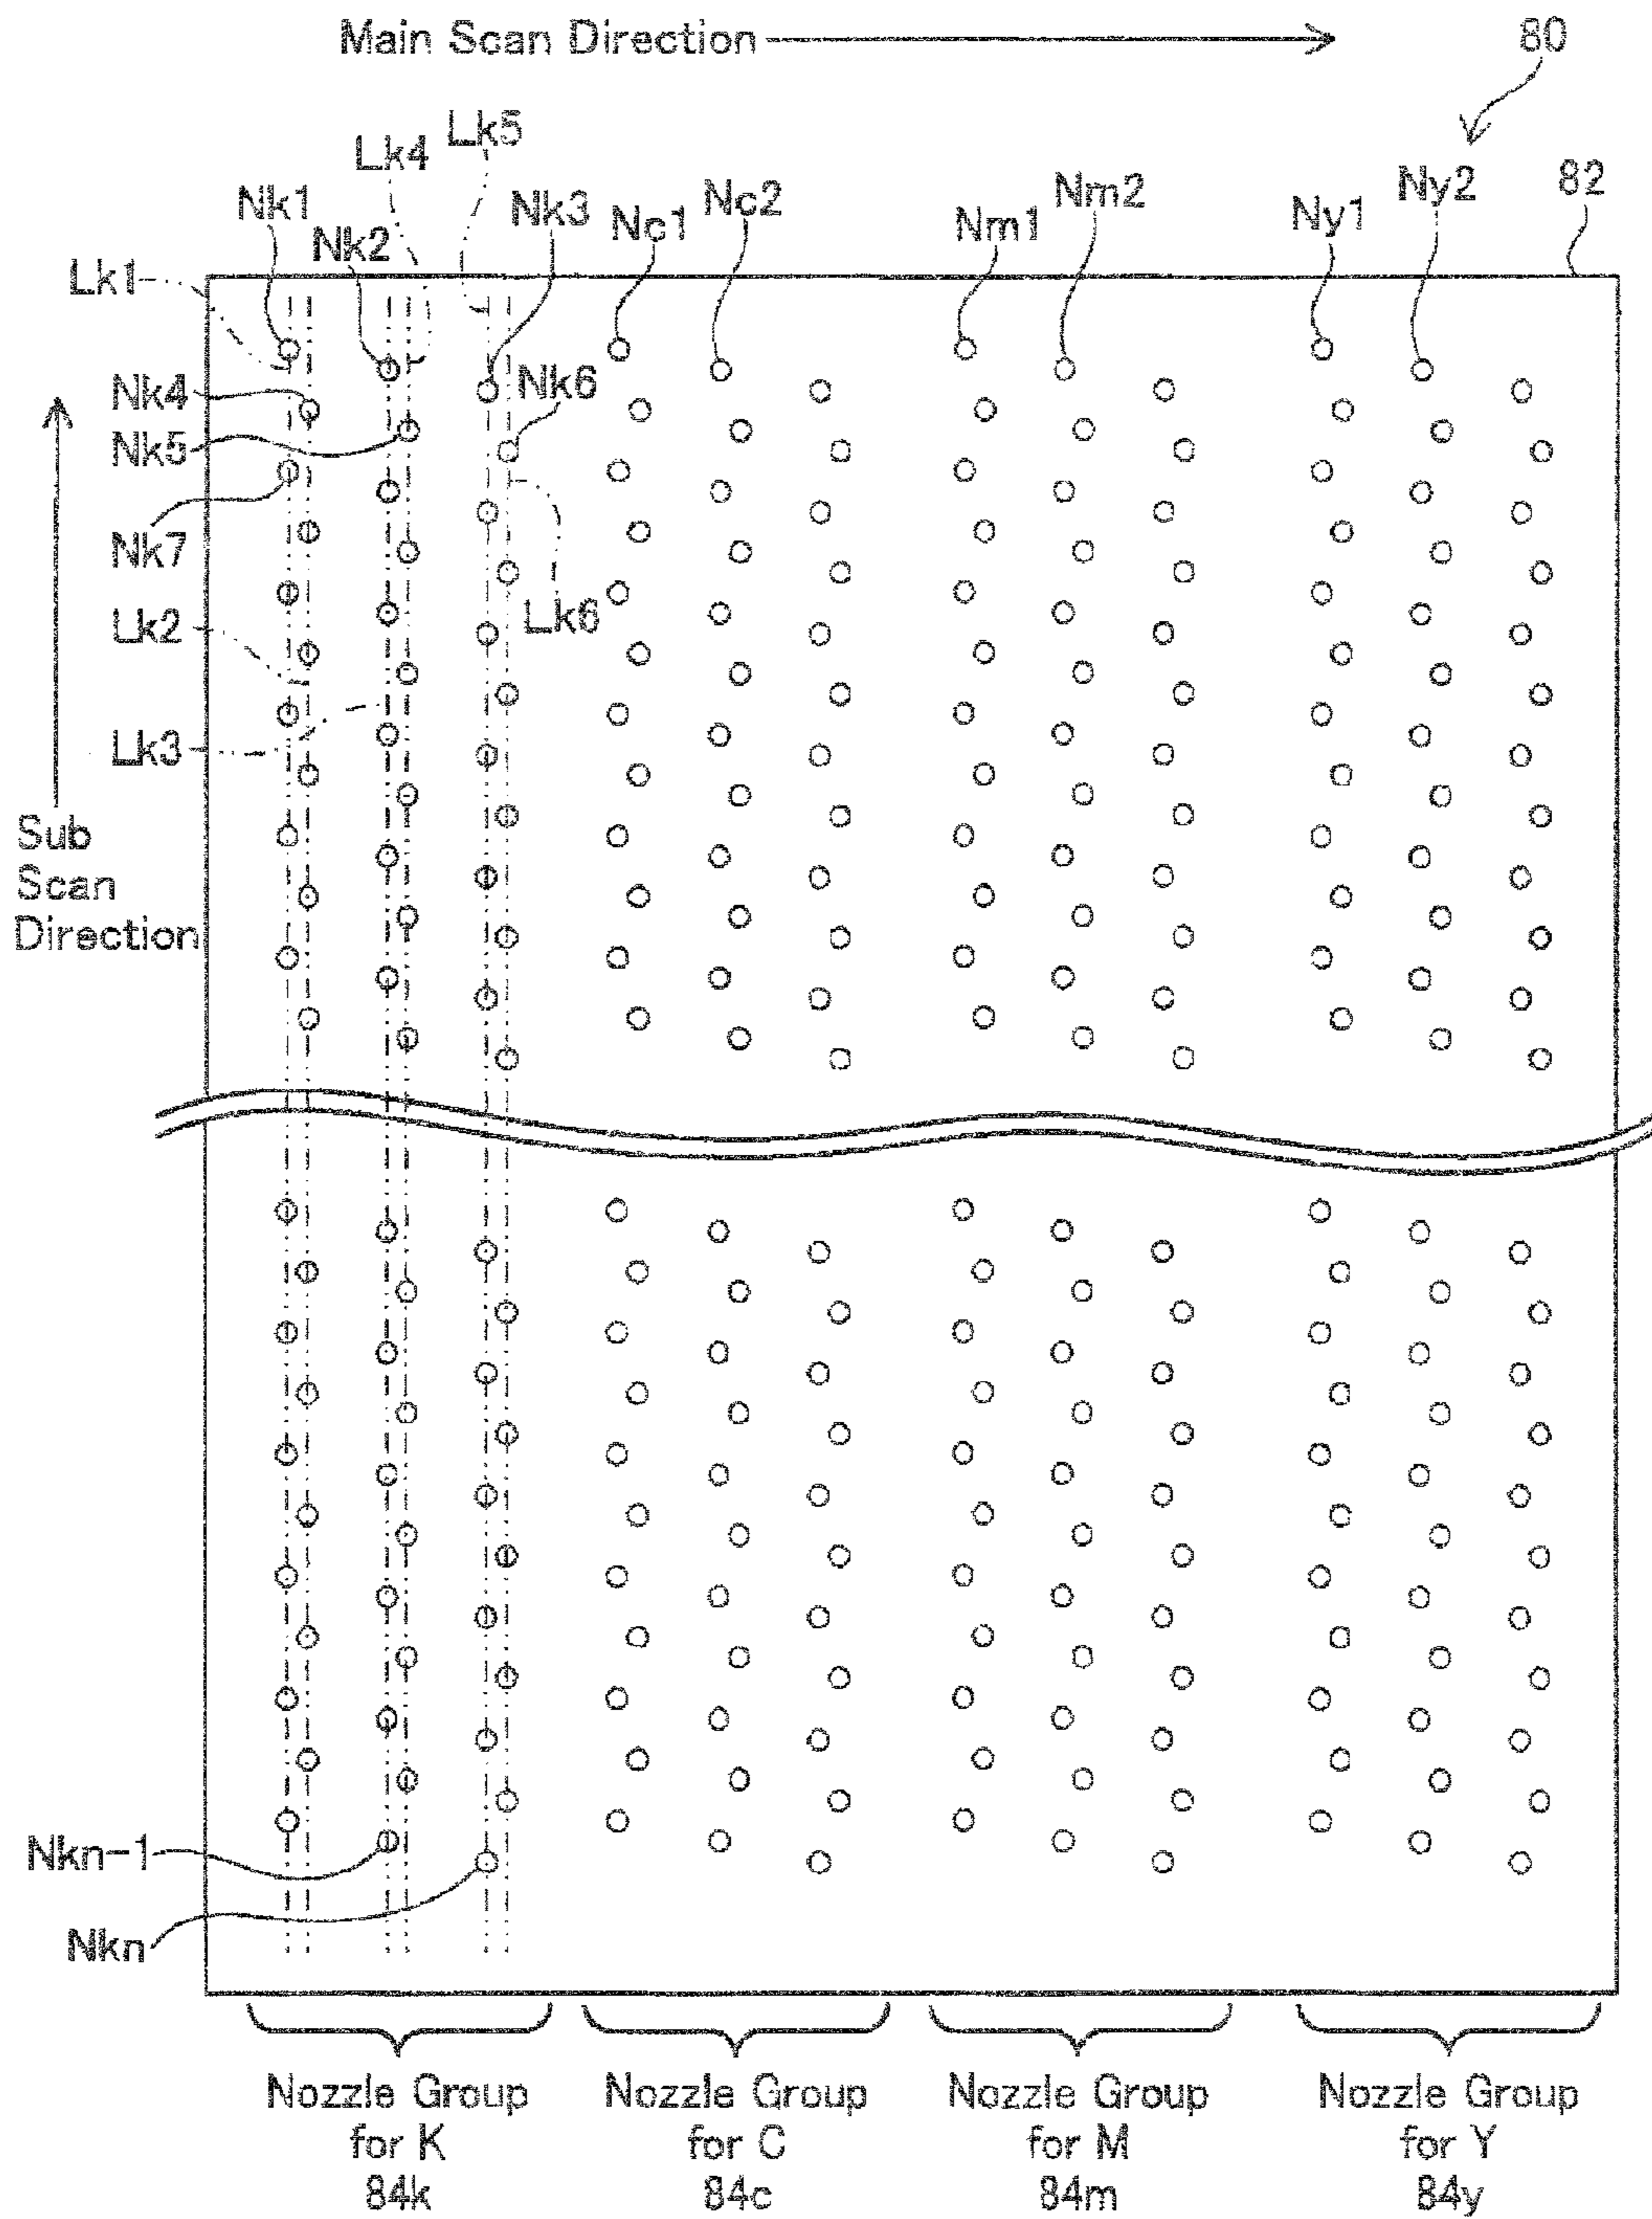 Main Scan Direction
80
Lk5
Lk4
Nk1
Nk2
Nk3
Nc1
Nc2
Nm1
Nm2
Ny1
Ny2
82
Lk1
Nk4
Nk5
Nk6
Nk7
Lk2
Lk6
Lk3
Sub
Scan
Direction
Nkn-1
Nkn
Nozzle Group
for K
84k
Nozzle Group
for C
84c
Nozzle Group
for M
84m
Nozzle Group
for Y
84y